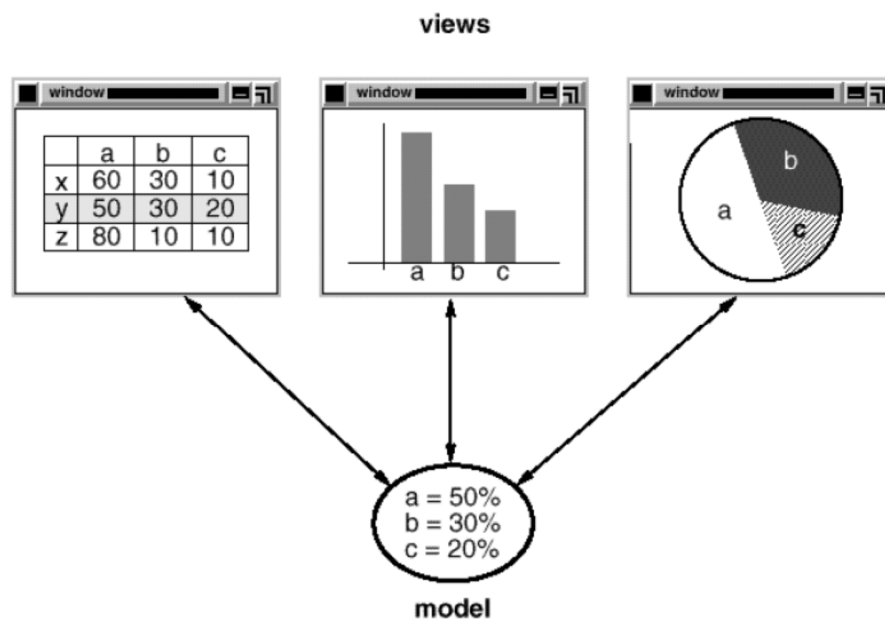 views
window
window
window
a b c
x 60 30 10
y 50 30 20
z 80 10 10
a b c
a
b
c
a = 50%
b = 30%
c = 20%
model